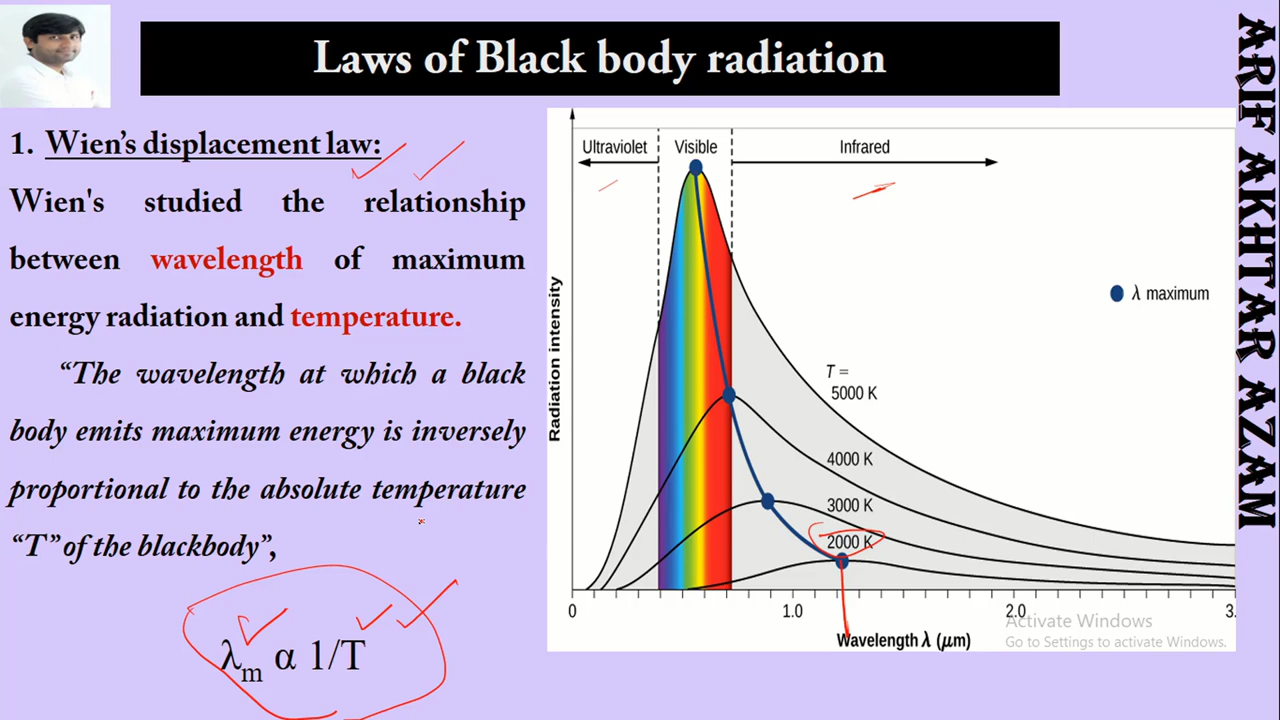 Laws of Black body radiation
1. Wien’s displacement law:
Wien's studied the relationship
between wavelength of maximum
energy radiation and temperature.
“The wavelength at which a black
body emits maximum energy is inversely
proportional to the absolute temperature
“T” of the blackbody”,
λm α 1/T
Ultraviolet
Visible
Infrared
λ maximum
Radiation intensity
T =
5000 K
4000 K
3000 K
2000 K
0
1.0
2.0
3.
Wavelength λ (μm)
Activate Windows
Go to Settings to activate Windows.
ARIF AKHTAR AZAM